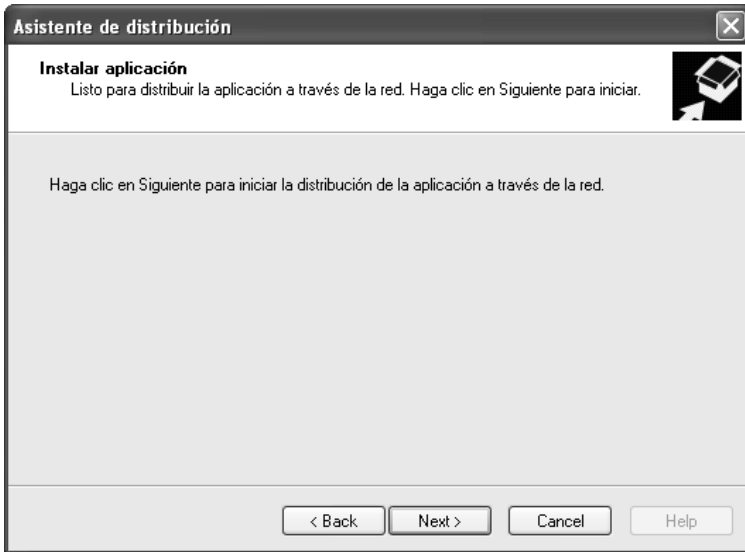 Asistente de distribución
Instalar aplicación
Listo para distribuir la aplicación a través de la red. Haga clic en Siguiente para iniciar.
Haga clic en Siguiente para iniciar la distribución de la aplicación a través de la red.
< Back Next > Cancel Help